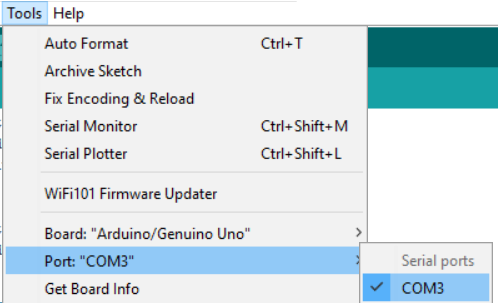 Tools Help
Auto Format Ctrl+T
Archive Sketch
Fix Encoding & Reload
Serial Monitor Ctrl+Shift+M
Serial Plotter Ctrl+Shift+L
WiFi101 Firmware Updater
Board: "Arduino/Genuino Uno"
Port: "COM3" Serial ports
Get Board Info COM3